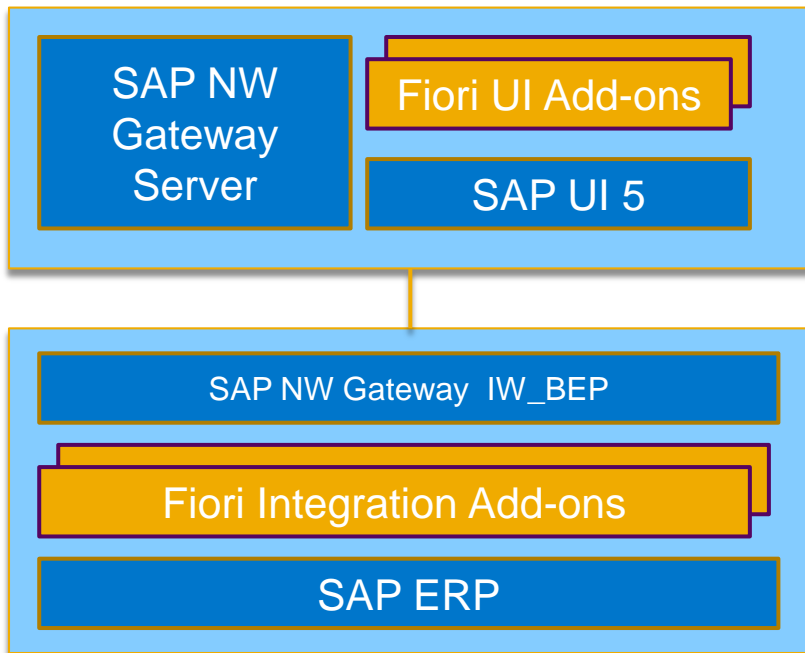 SAP NW
Gateway
Server
Fiori UI Add-ons
SAP UI 5
SAP NW Gateway IW_BEP
Fiori Integration Add-ons
SAP ERP